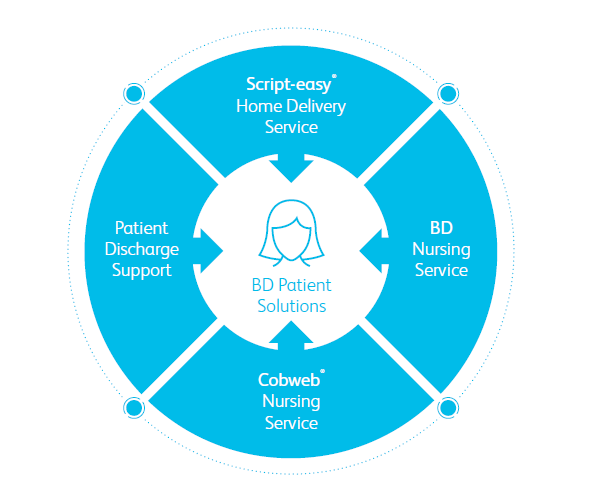 Script-easy®
Home Delivery
Service
Patient
Discharge
Support
BD Patient
Solutions
BD
Nursing
Service
Cobweb®
Nursing
Service